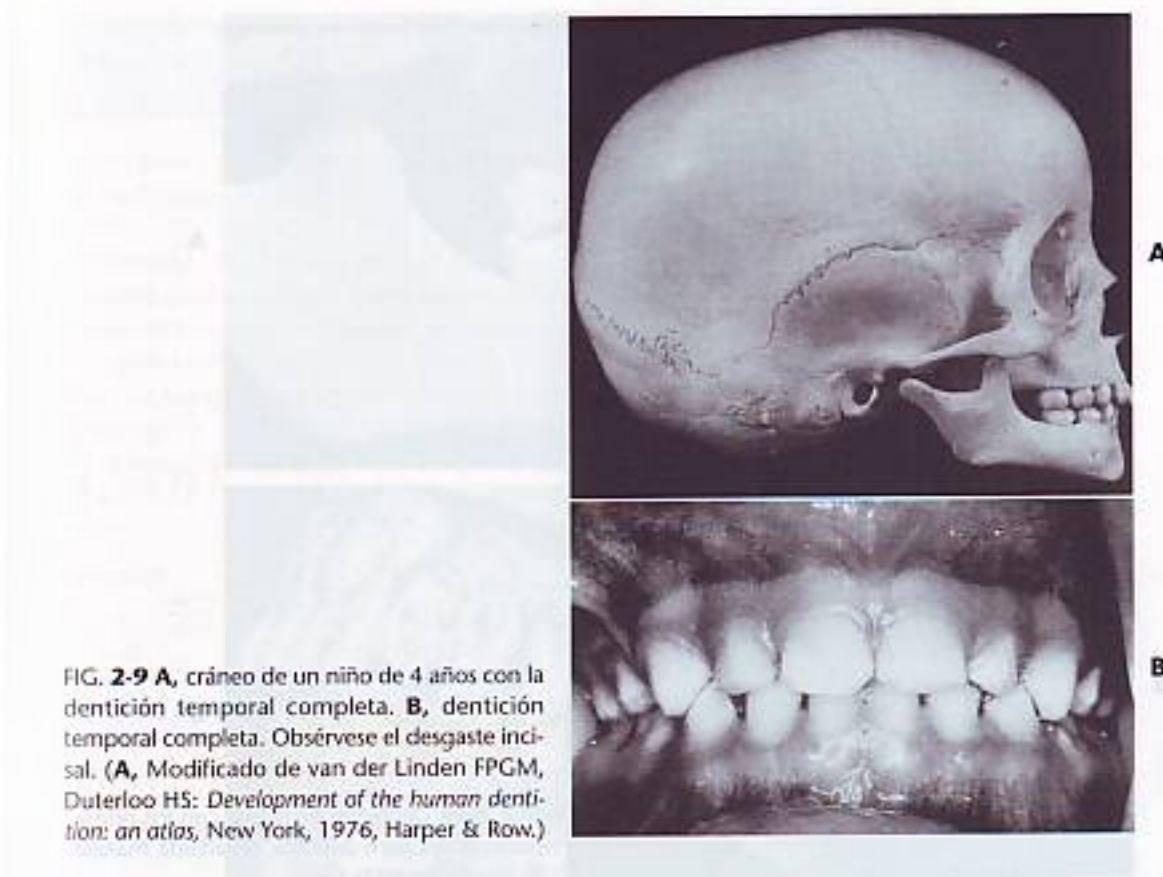 A
B
FIG. 2-9 A, cráneo de un niño de 4 años con la
dentición temporal completa. B, dentición
temporal completa. Obsérvese el desgaste inci-
sal. (A, Modificado de van der Linden FPGM,
Duterloo HS: Development of the human denti-
tion: an atlas, New York, 1976, Harper & Row.)